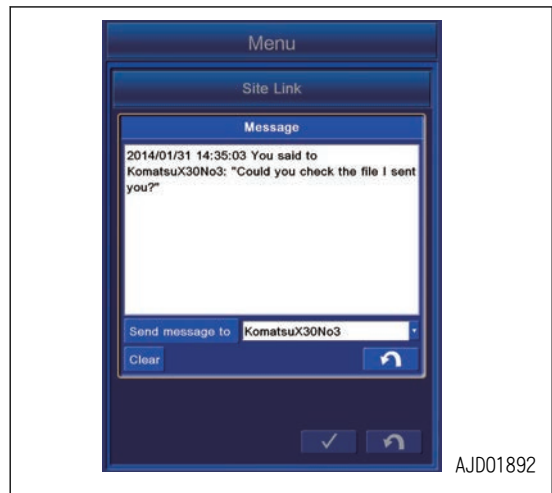 Menu
Site Link
Message
2014/01/31 14:35:03 You said to
KomatsuX30No3: "Could you check the file I sent
you?"
Send message to KomatsuX30No3
Clear
AJD01892